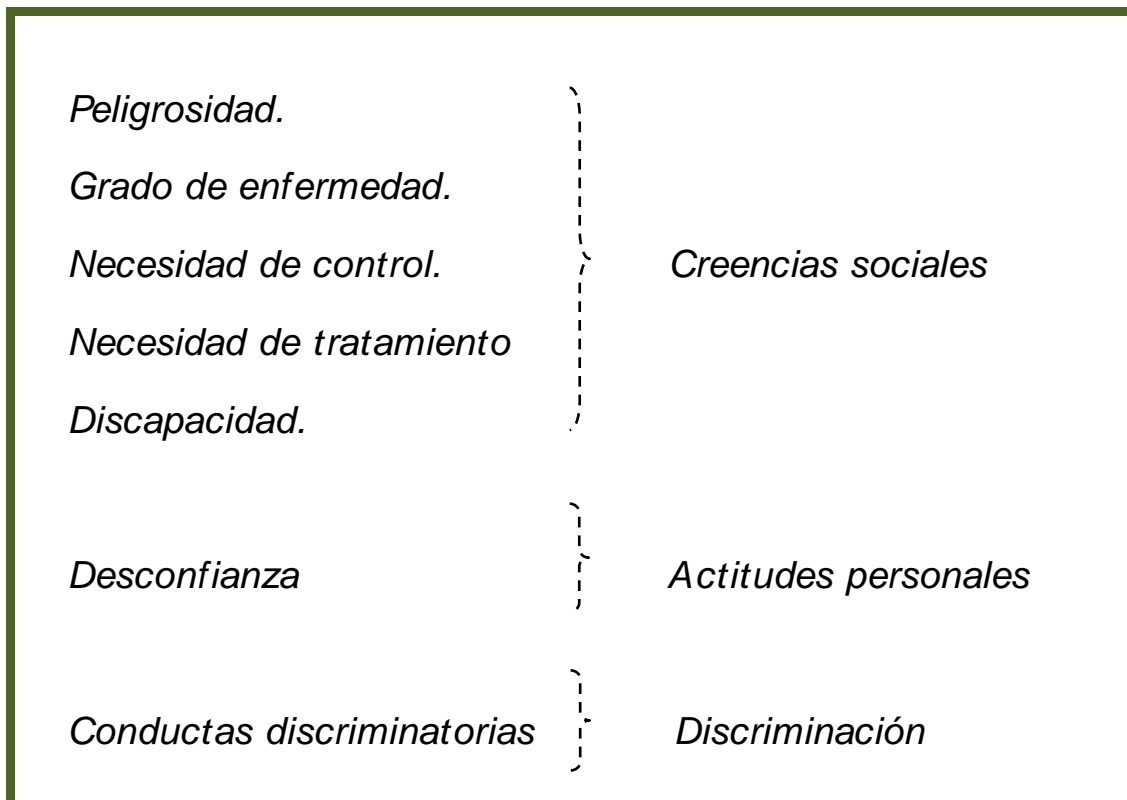 Peligrosidad.
Grado de enfermedad.
Necesidad de control.
Necesidad de tratamiento
Discapacidad.
Creencias sociales
Desconfianza
Actitudes personales
Conductas discriminatorias
Discriminación